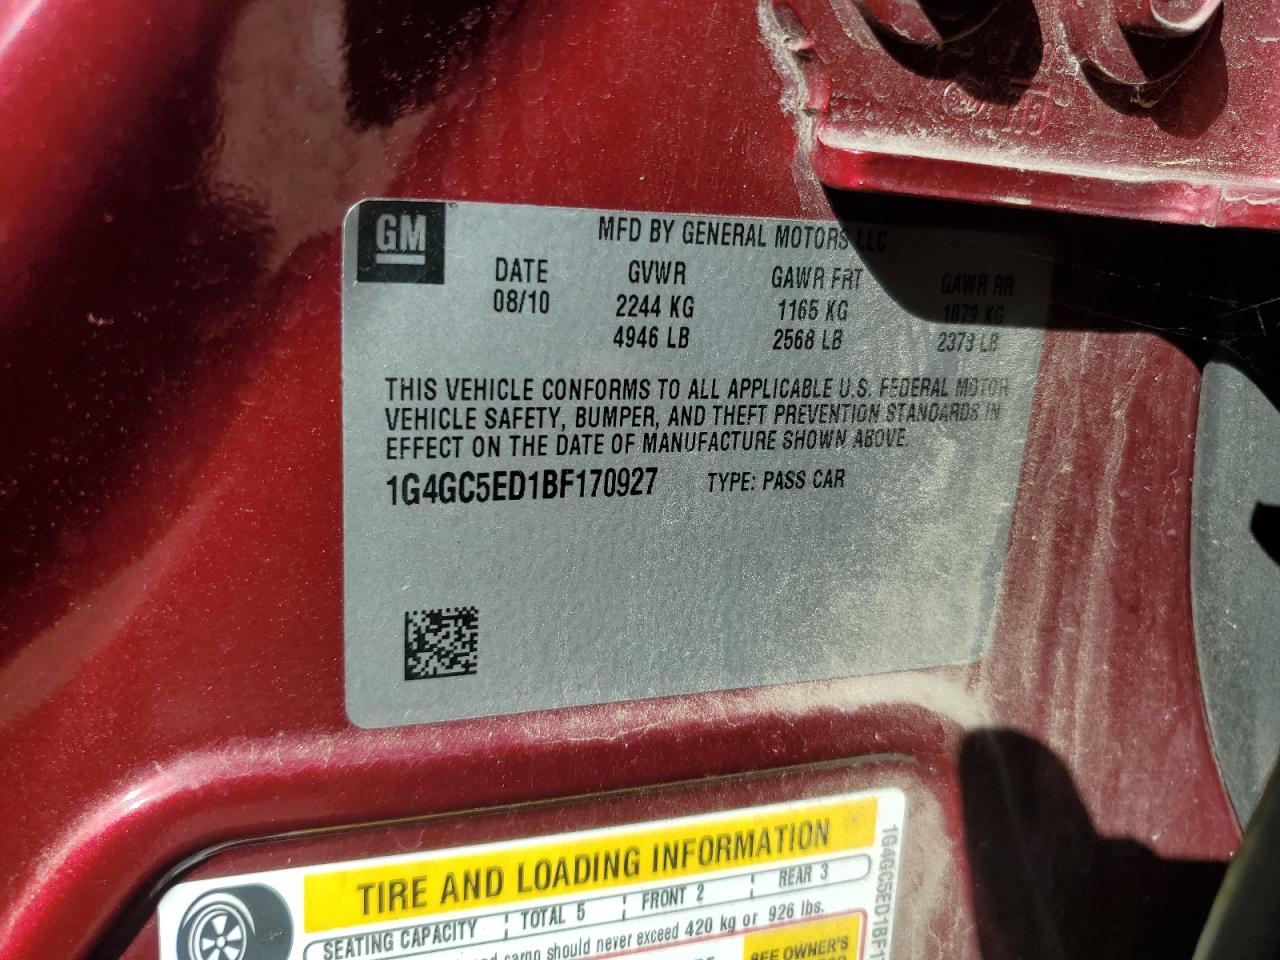 GM
MFD BY GENERAL MOTORS LLC
DATE GVWR GAWR FRT GAWR RR
08/10 2244 KG 1165 KG 1079 KG
4946 LB 2568 LB 2373 LB
THIS VEHICLE CONFORMS TO ALL APPLICABLE U.S. FEDERAL MOTOR
VEHICLE SAFETY, BUMPER, AND THEFT PREVENTION STANDARDS IN
EFFECT ON THE DATE OF MANUFACTURE SHOWN ABOVE.
1G4GC5ED1BF170927 TYPE: PASS CAR
TIRE AND LOADING INFORMATION
SEATING CAPACITY TOTAL 5 FRONT 2 REAR 3
cargo should never exceed 420 kg or 926 lbs.
SEE OWNER'S
1G4GC5ED1BF1